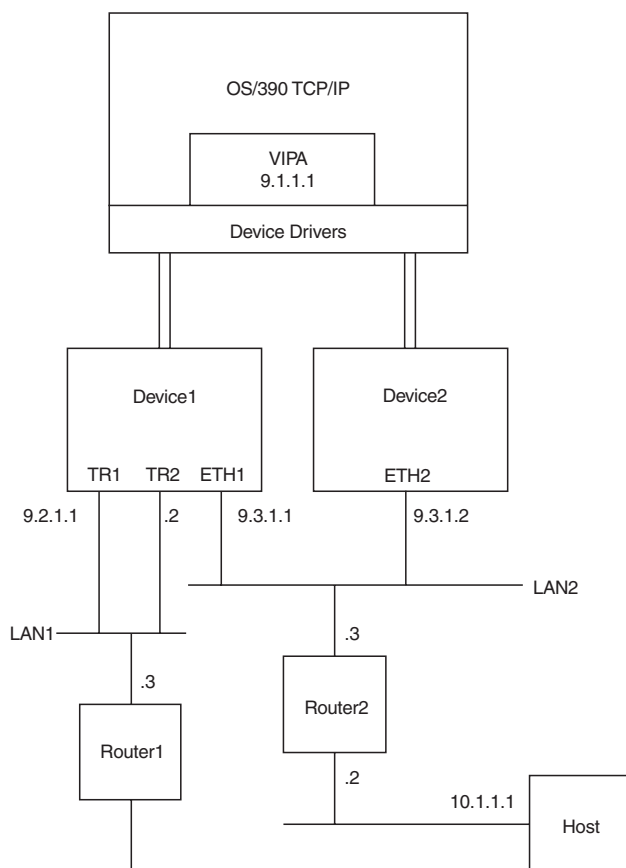 OS/390 TCP/IP
VIPA
9.1.1.1
Device Drivers
Device1
Device2
TR1
TR2
ETH1
ETH2
9.2.1.1
.2
9.3.1.1
9.3.1.2
LAN2
LAN1
.3
.3
Router2
Router1
.2
10.1.1.1
Host